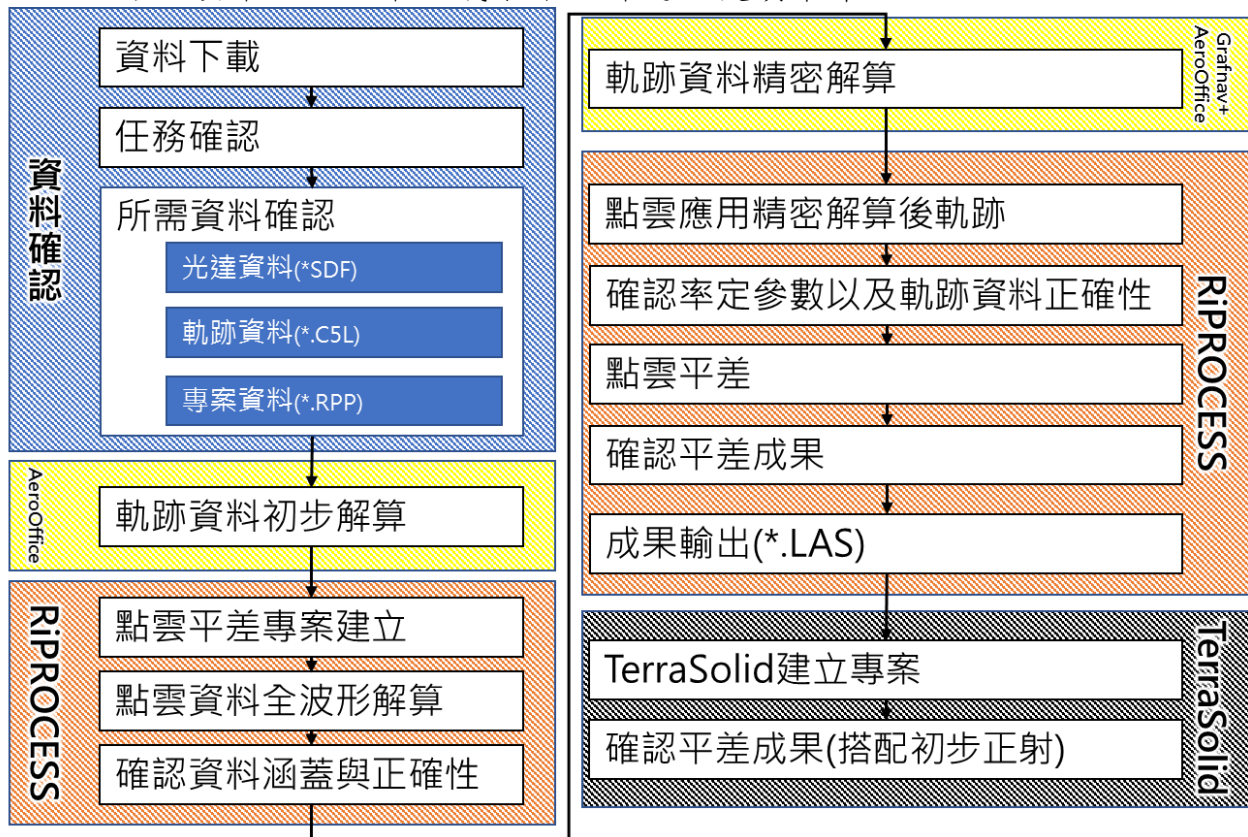 資料確認
資料下載
任務確認
所需資料確認
光達資料(*SDF)
軌跡資料(*.C5L)
專案資料(*.RPP)
AeroOffice
軌跡資料初步解算
RiPROCESS
點雲平差專案建立
點雲資料全波形解算
確認資料涵蓋與正確性
Grafnav+
AeroOffice
軌跡資料精密解算
RiPROCESS
點雲應用精密解算後軌跡
確認率定參數以及軌跡資料正確性
點雲平差
確認平差成果
成果輸出(*.LAS)
TerraSolid
TerraSolid建立專案
確認平差成果(搭配初步正射)